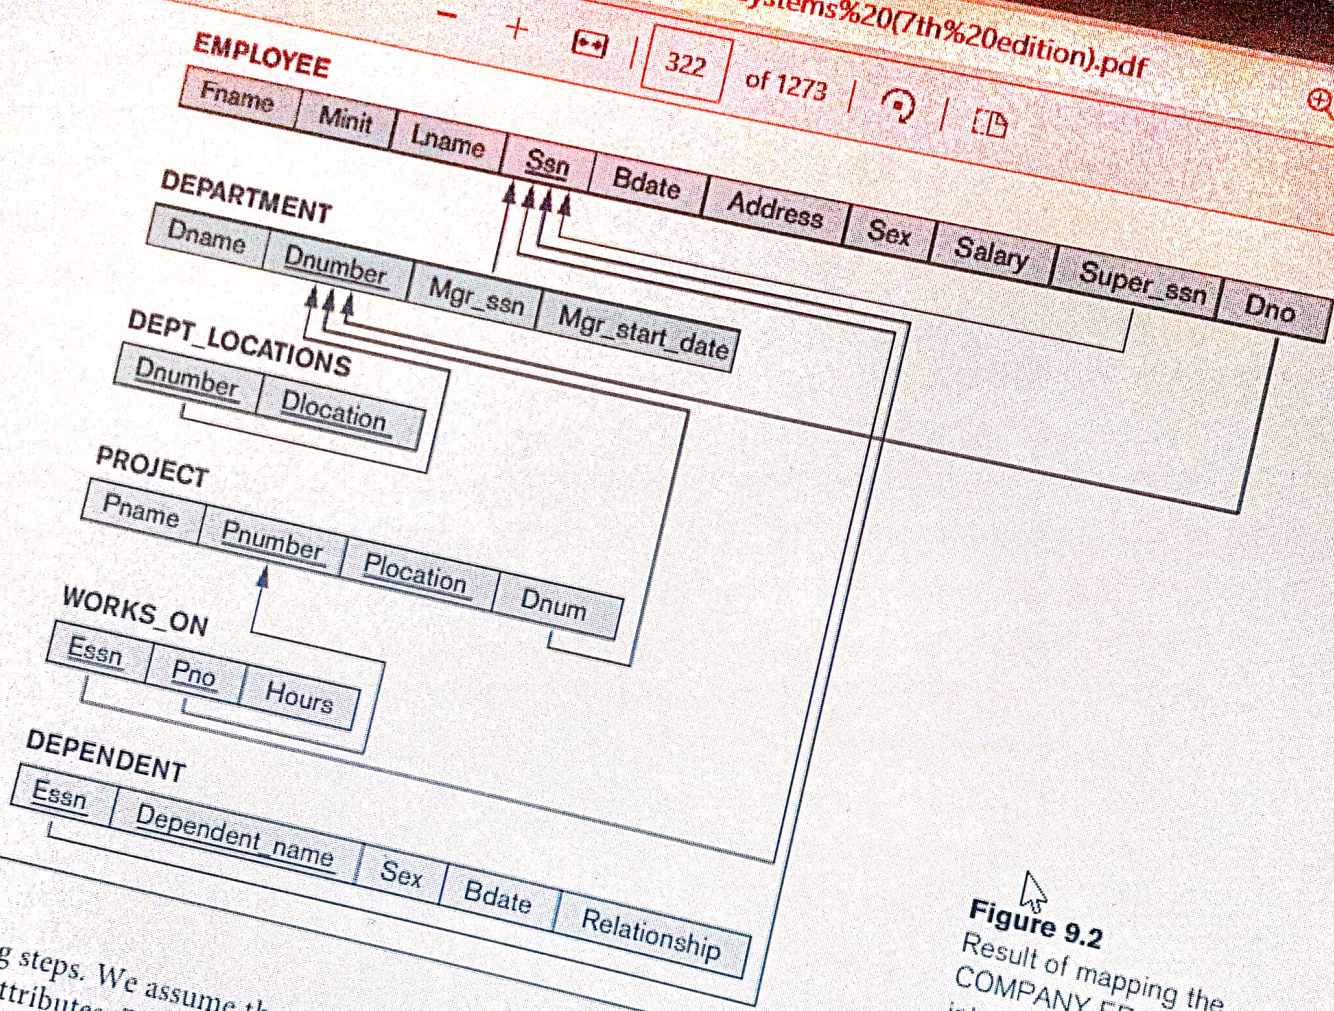 ystems%20(7th%20edition).pdf
322 of 1273
EMPLOYEE
Fname Minit Lname Ssn Bdate Address Sex Salary Super_ssn Dno
DEPARTMENT
Dname Dnumber Mgr_ssn Mgr_start_date
DEPT_LOCATIONS
Dnumber Dlocation
PROJECT
Pname Pnumber Plocation Dnum
WORKS_ON
Essn Pno Hours
DEPENDENT
Essn Dependent_name Sex Bdate Relationship
Figure 9.2
Result of mapping the
COMPANY
g steps. We assume